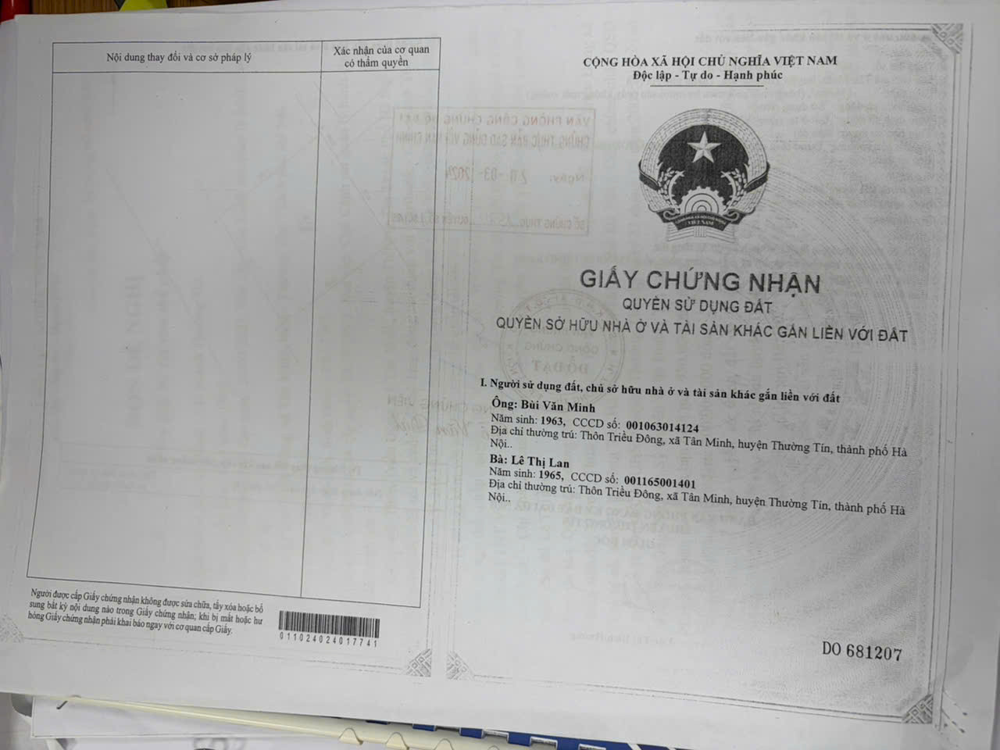 Nội dung thay đổi và cơ sở pháp lý
Xác nhận của cơ quan
có thẩm quyền
Người được cấp Giấy chứng nhận không được sửa chữa, tẩy xóa hoặc bổ
sung bất kỳ nội dung nào trong Giấy chứng nhận; khi bị mất hoặc hư
hỏng Giấy chứng nhận phải khai báo ngay với cơ quan cấp Giấy.
011024024017741
CỘNG HÒA XÃ HỘI CHỦ NGHĨA VIỆT NAM
Độc lập - Tự do - Hạnh phúc
VIỆT NAM
GIẤY CHỨNG NHẬN
QUYỀN SỬ DỤNG ĐẤT
QUYỀN SỞ HỮU NHÀ Ở VÀ TÀI SẢN KHÁC GẮN LIỀN VỚI ĐẤT
I. Người sử dụng đất, chủ sở hữu nhà ở và tài sản khác gắn liền với đất
Ông: Bùi Văn Minh
Năm sinh: 1963, CCCD số: 001063014124
Địa chỉ thường trú: Thôn Triều Đông, xã Tân Minh, huyện Thường Tín, thành phố Hà
Nội..
Bà: Lê Thị Lan
Năm sinh: 1965, CCCD số: 001165001401
Địa chỉ thường trú: Thôn Triều Đông, xã Tân Minh, huyện Thường Tín, thành phố Hà
Nội..
DO 681207